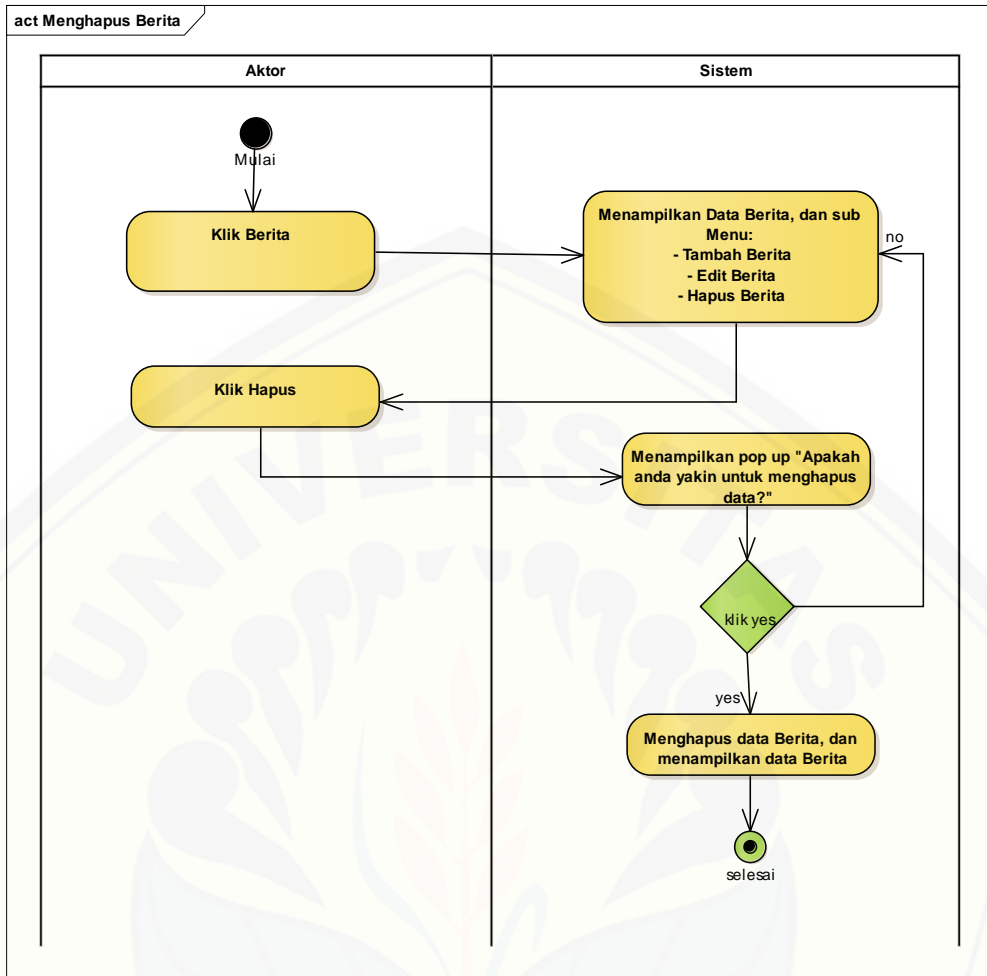 act Menghapus Berita
Aktor
Sistem
Mulai
Klik Berita
Menampilkan Data Berita, dan sub
Menu:
- Tambah Berita
- Edit Berita
- Hapus Berita
no
Klik Hapus
Menampilkan pop up "Apakah
anda yakin untuk menghapus
data?"
klik yes
yes
Menghapus data Berita, dan
menampilkan data Berita
selesai
UNIVERSITAS